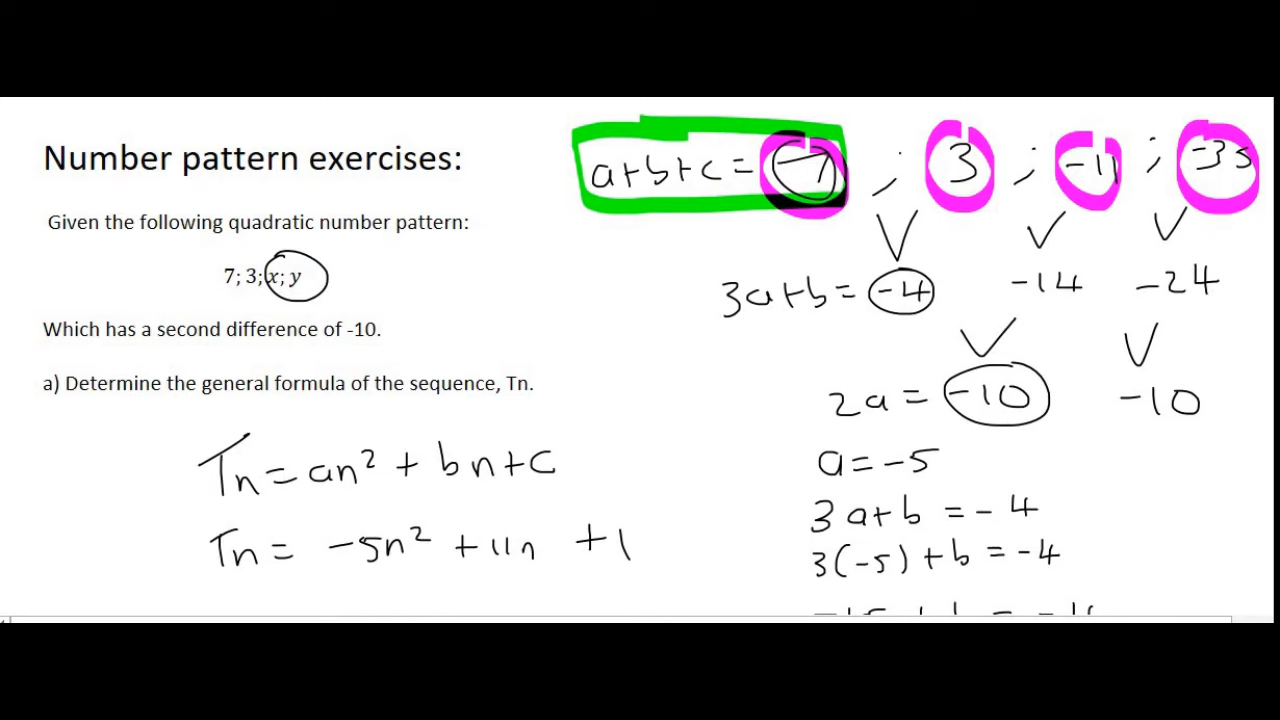 Number pattern exercises:
Given the following quadratic number pattern:
7; 3; x; y
Which has a second difference of -10.
a) Determine the general formula of the sequence, Tn.
Tn = an² + bn + c
Tn = -5n² + 11n + 1
a+b+c = 7 ; 3 ; -11 ; -35
3a+b = -4 -14 -24
2a = -10 -10
a = -5
3a+b = -4
3(-5) + b = -4